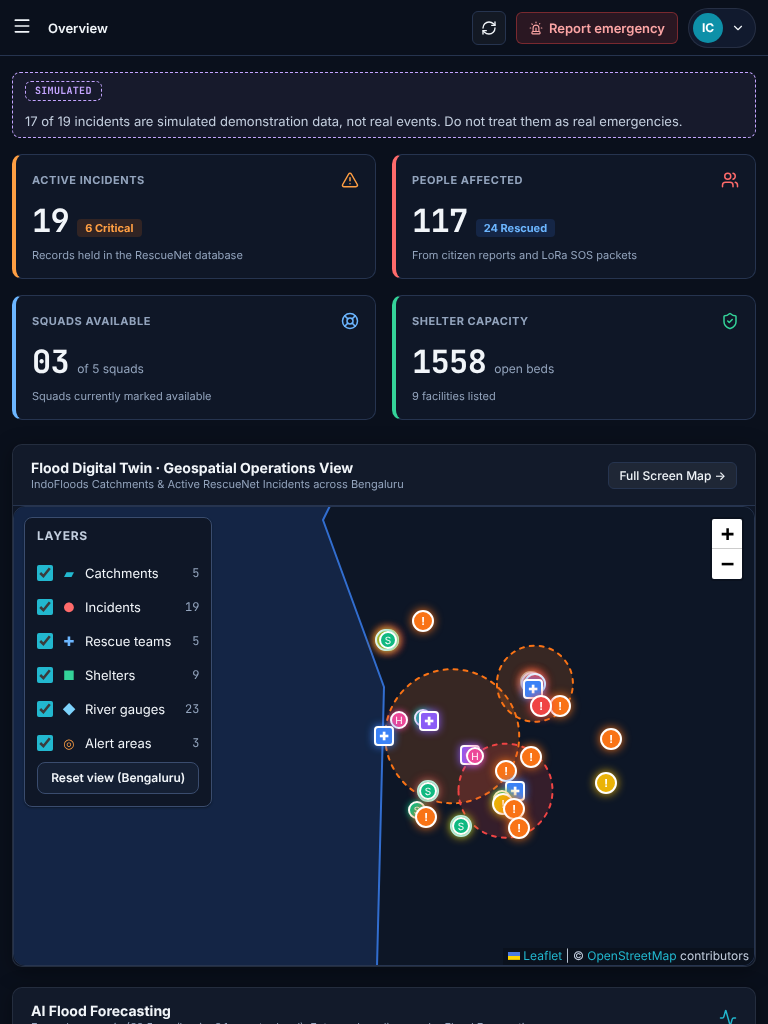 Overview
Report emergency
IC
SIMULATED
17 of 19 incidents are simulated demonstration data, not real events. Do not treat them as real emergencies.
ACTIVE INCIDENTS
19 6 Critical
Records held in the RescueNet database
PEOPLE AFFECTED
117 24 Rescued
From citizen reports and LoRa SOS packets
SQUADS AVAILABLE
03 of 5 squads
Squads currently marked available
SHELTER CAPACITY
1558 open beds
9 facilities listed
Flood Digital Twin · Geospatial Operations View
IndoFloods Catchments & Active RescueNet Incidents across Bengaluru
Full Screen Map →
LAYERS
Catchments 5
Incidents 19
Rescue teams 5
Shelters 9
River gauges 23
Alert areas 3
Reset view (Bengaluru)
+
−
S
H
H
S
S
S
Leaflet | © OpenStreetMap contributors
AI Flood Forecasting